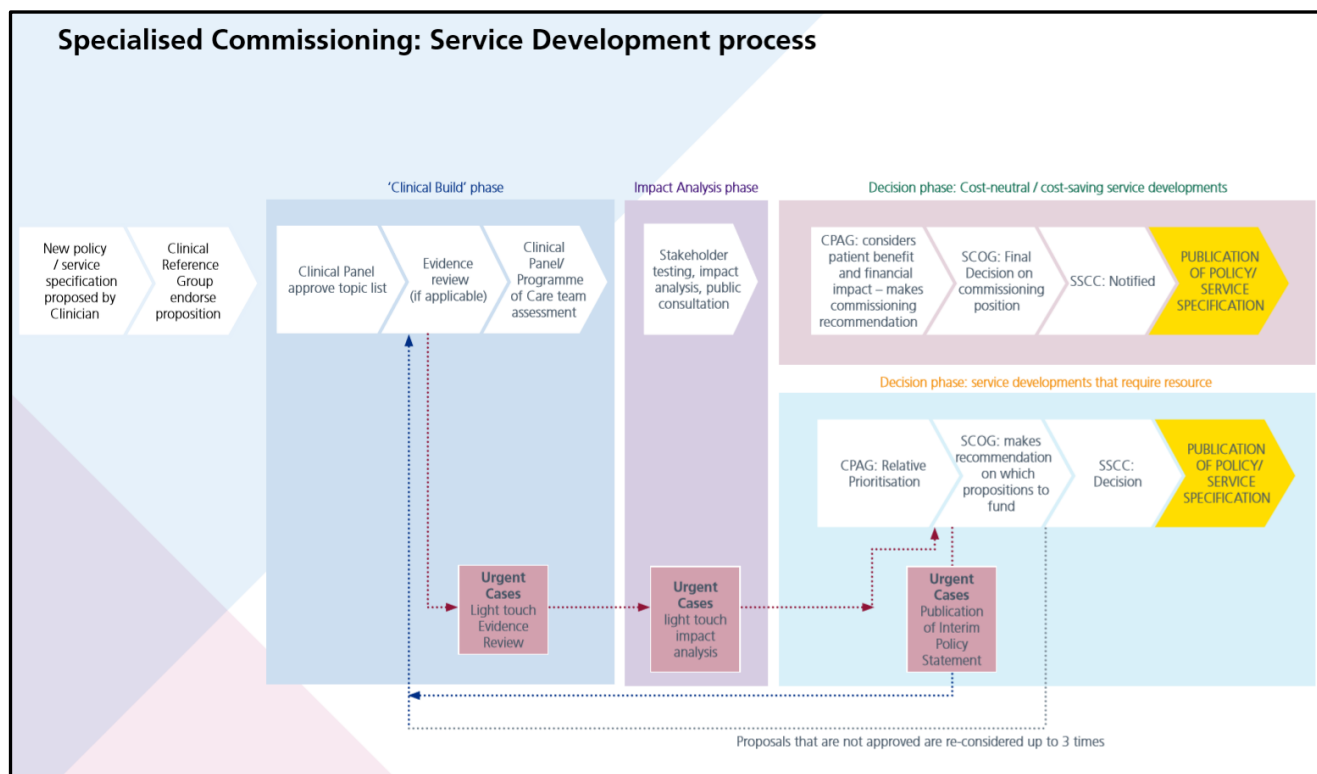 Specialised Commissioning: Service Development process
'Clinical Build' phase
Impact Analysis phase
Decision phase: Cost-neutral / cost-saving service developments
New policy
/ service
specification
proposed by
Clinician
Clinical
Reference
Group
endorse
proposition
Clinical Panel
approve topic list
Evidence
review
(if applicable)
Clinical
Panel/
Programme
of Care team
assessment
Stakeholder
testing, impact
analysis, public
consultation
CPAG: considers
patient benefit
and financial
impact – makes
commissioning
recommendation
SCOG: Final
Decision on
commissioning
position
SSCC: Notified
PUBLICATION
OF POLICY/
SERVICE
SPECIFICATION
Decision phase: service developments that require resource
CPAG: Relative
Prioritisation
SCOG: makes
recommendation
on which
propositions to
fund
SSCC:
Decision
PUBLICATION
OF POLICY/
SERVICE
SPECIFICATION
Urgent
Cases
Light touch
Evidence
Review
Urgent
Cases
light touch
impact
analysis
Urgent
Cases
Publication
of Interim
Policy
Statement
Proposals that are not approved are re-considered up to 3 times